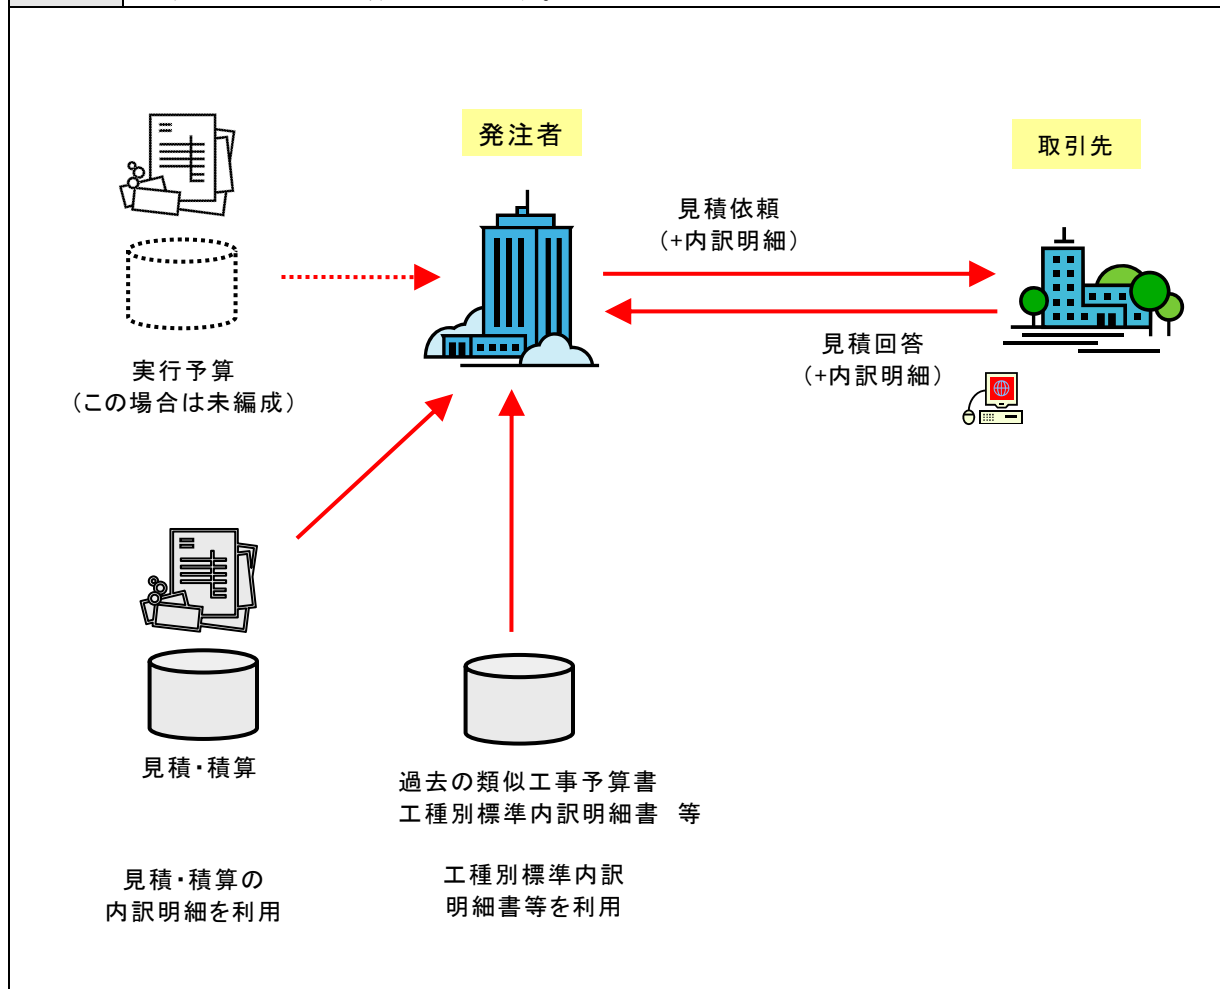 発注者
取引先
見積依頼
（+内訳明細）
見積回答
（+内訳明細）
実行予算
（この場合は未編成）
見積・積算
過去の類似工事予算書
工種別標準内訳明細書　等
見積・積算の
内訳明細を利用
工種別標準内訳
明細書等を利用